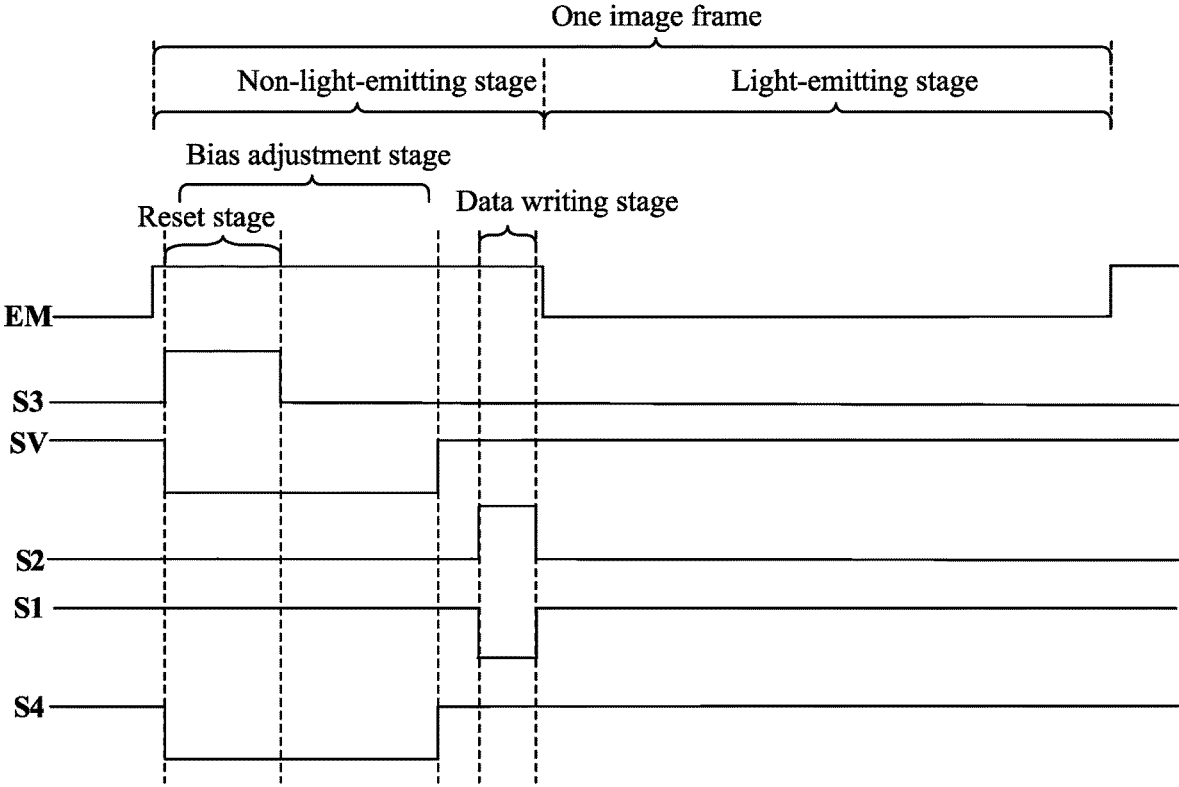 One image frame
Non-light-emitting stage
Light-emitting stage
Bias adjustment stage
Data writing stage
Reset stage
EM
S3
SV
S2
S1
S4